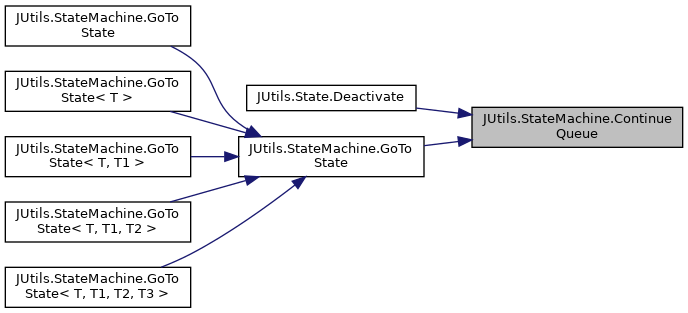 JUtils.StateMachine.GoTo
State
JUtils.StateMachine.GoTo
State< T >
JUtils.StateMachine.GoTo
State< T, T1 >
JUtils.StateMachine.GoTo
State< T, T1, T2 >
JUtils.StateMachine.GoTo
State< T, T1, T2, T3 >
JUtils.State.Deactivate
JUtils.StateMachine.GoTo
State
JUtils.StateMachine.Continue
Queue